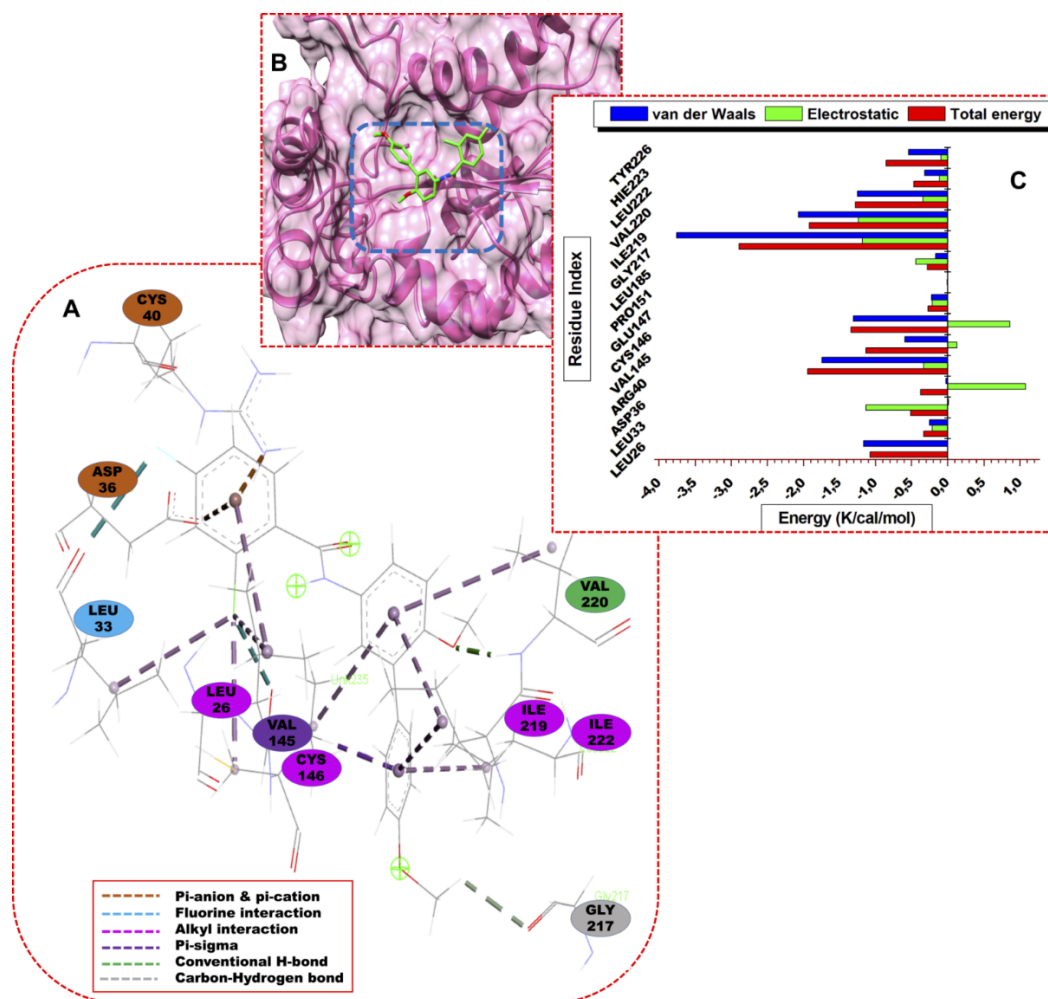 B
van der Waals Electrostatic Total energy
C
TYR226
HIE223
LEU222
VAL220
ILE219
GLY217
LEU185
PRO151
GLU147
CYS146
VAL145
ARG40
ASP36
LEU33
LEU26
Residue Index
-4,0 -3,5 -3,0 -2,5 -2,0 -1,5 -1,0 -0,5 0,0 0,5 1,0
Energy (K/cal/mol)
A
CYS
40
ASP
36
LEU
33
VAL
220
LEU
26
VAL
145
CYS
146
ILE
219
ILE
222
Gly217
GLY
217
Pi-anion & pi-cation
Fluorine interaction
Alkyl interaction
Pi-sigma
Conventional H-bond
Carbon-Hydrogen bond